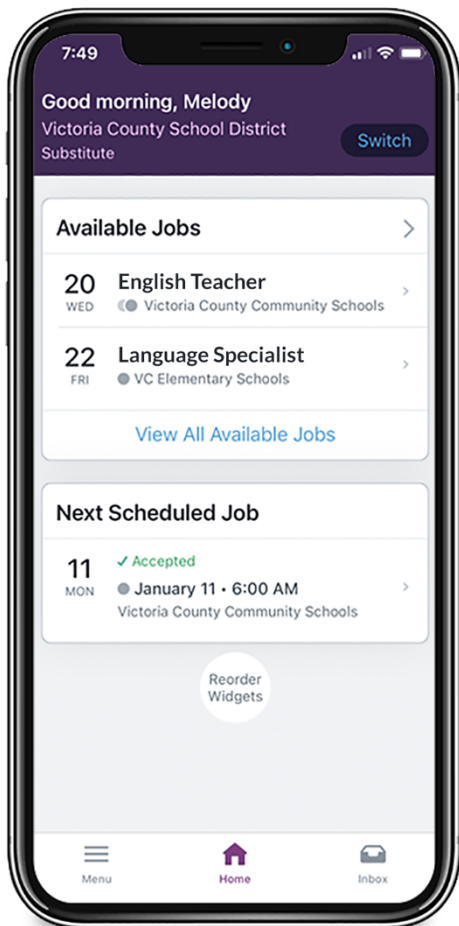 7:49
Good morning, Melody
Victoria County School District
Substitute
Switch
Available Jobs
20 English Teacher
WED Victoria County Community Schools
22 Language Specialist
FRI VC Elementary Schools
View All Available Jobs
Next Scheduled Job
✓ Accepted
11 January 11 • 6:00 AM
MON Victoria County Community Schools
Reorder
Widgets
Menu Home Inbox